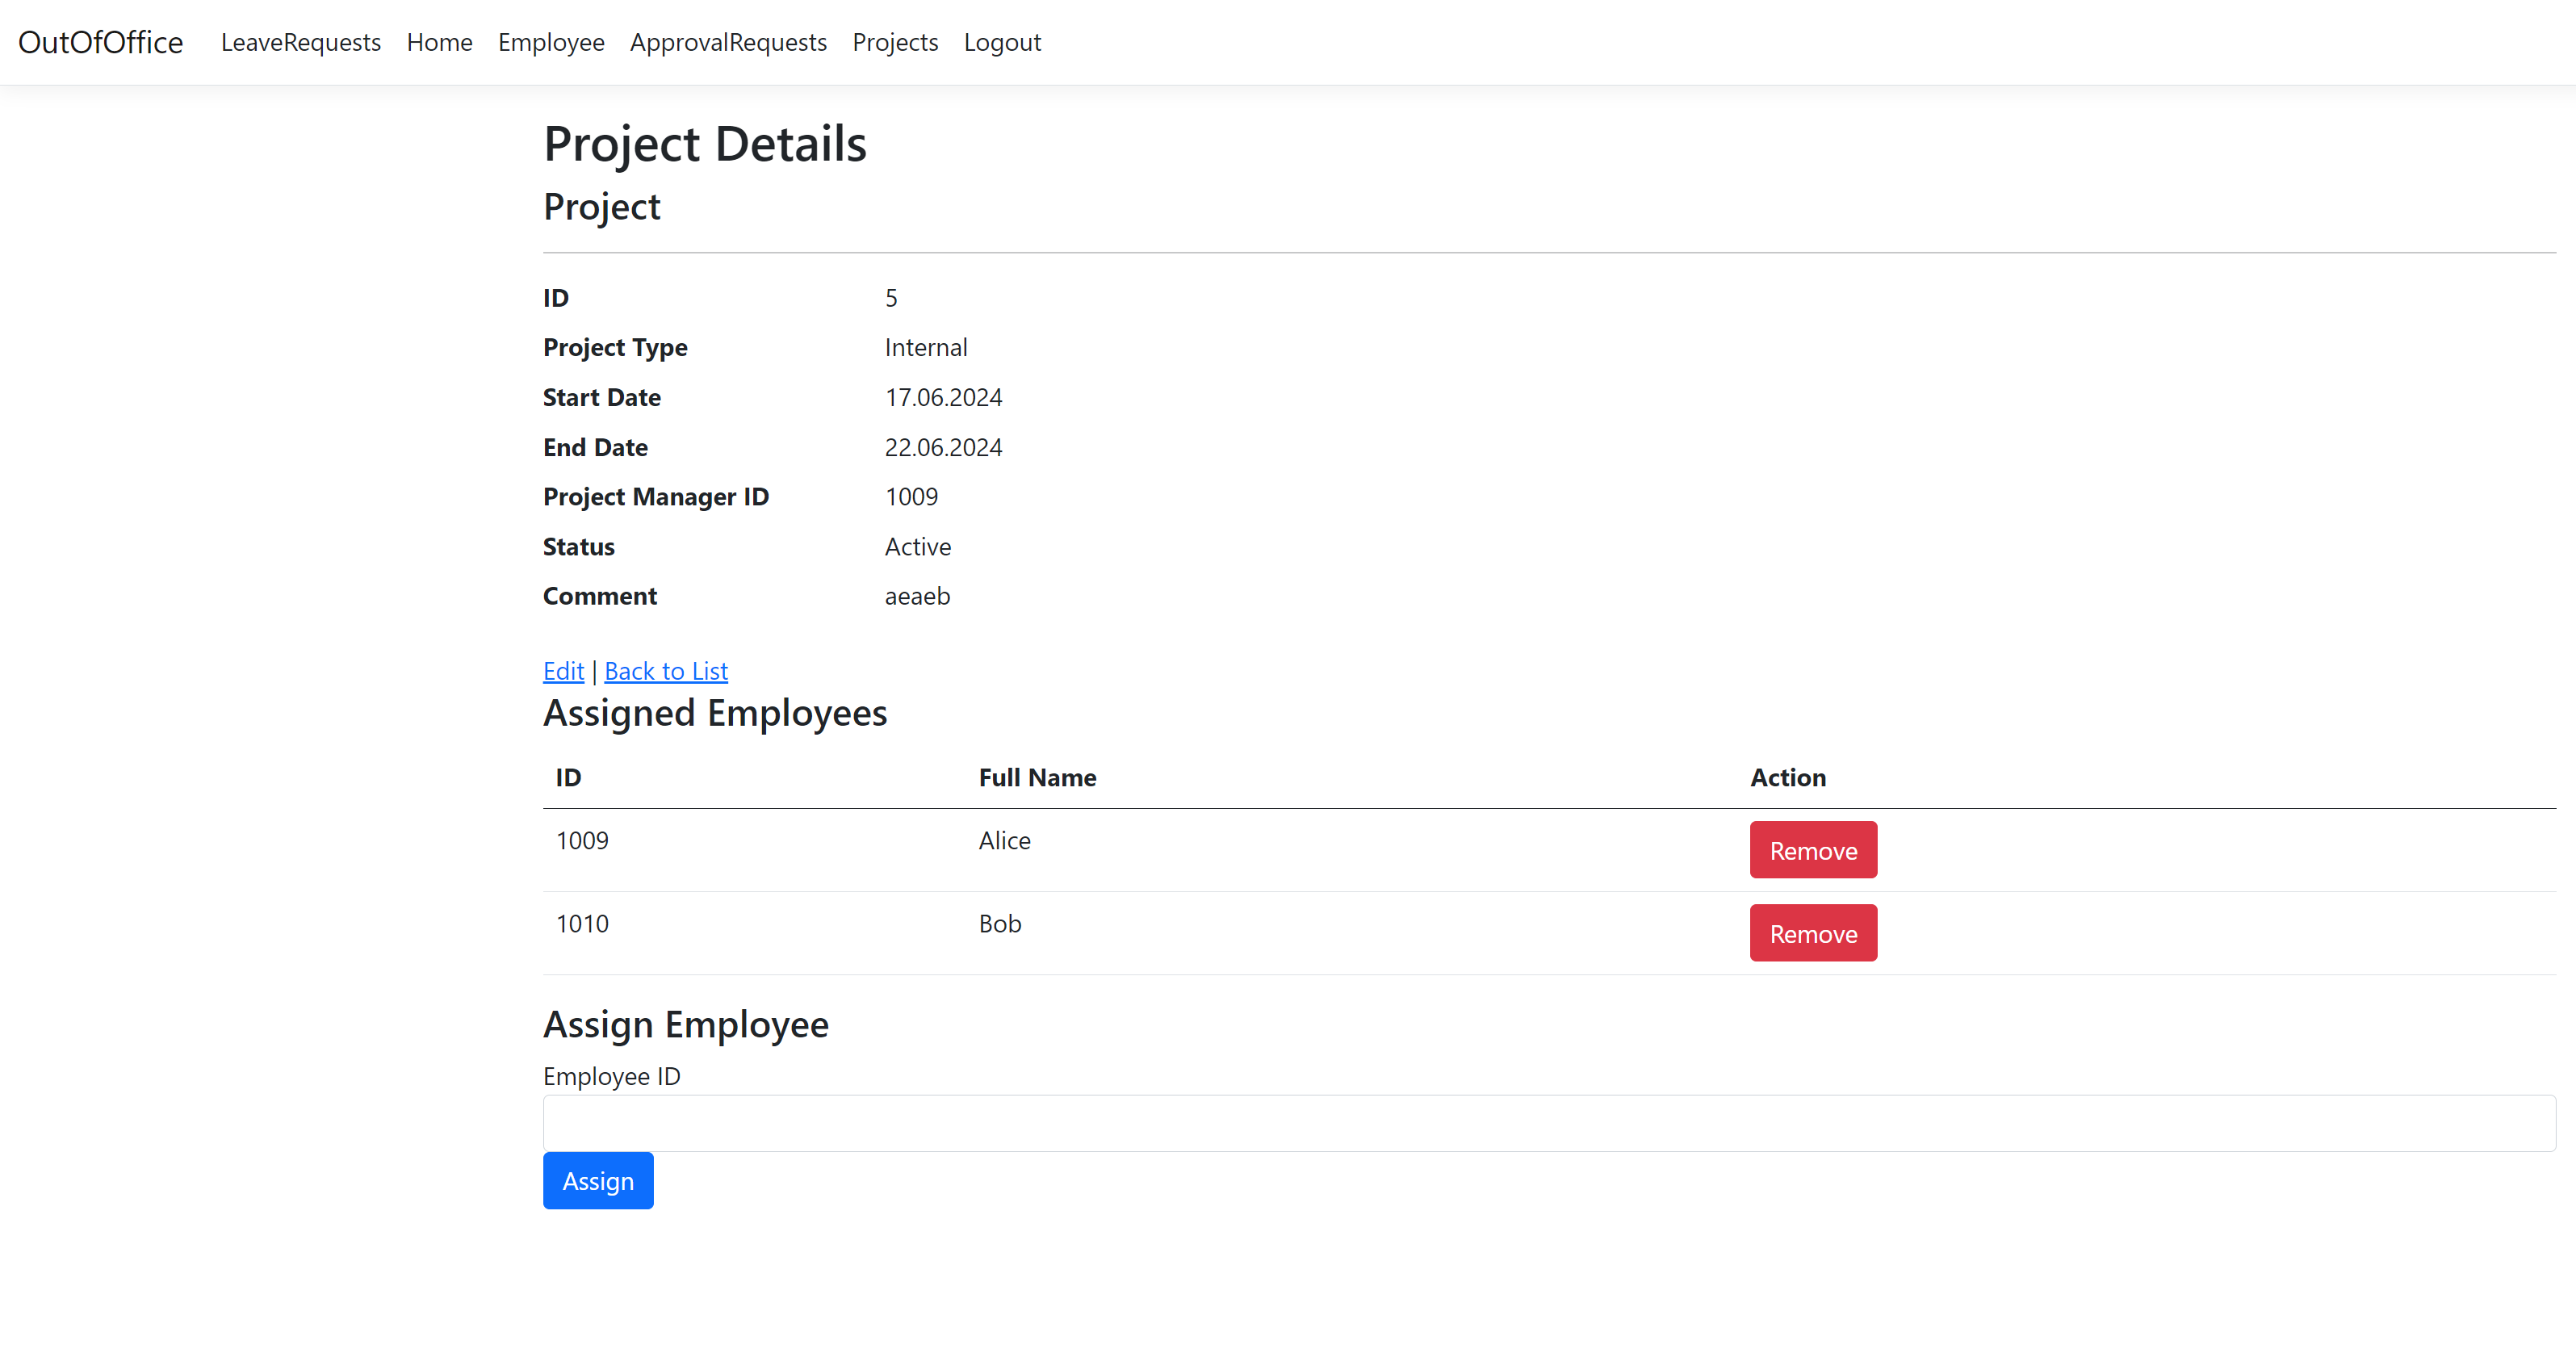 OutOfOffice LeaveRequests Home Employee ApprovalRequests Projects Logout
Project Details
Project
ID 5
Project Type Internal
Start Date 17.06.2024
End Date 22.06.2024
Project Manager ID 1009
Status Active
Comment aeaeb
Edit | Back to List
Assigned Employees
ID Full Name Action
1009 Alice Remove
1010 Bob Remove
Assign Employee
Employee ID
Assign